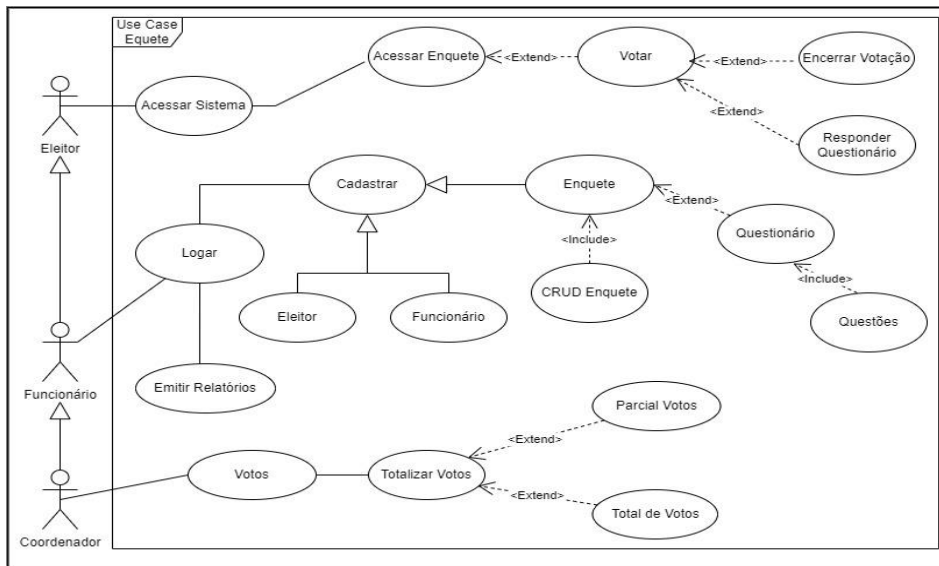 Use Case
Equete
Acessar Enquete
<Extend>
Votar
<Extend>
Encerrar Votação
Acessar Sistema
<Extend>
Eleitor
Responder
Questionário
Cadastrar
Enquete
<Extend>
Questionário
Logar
<Include>
<Include>
CRUD Enquete
Eleitor
Funcionário
Questões
Funcionário
Emitir Relatórios
Parcial Votos
<Extend>
Votos
Totalizar Votos
<Extend>
Total de Votos
Coordenador